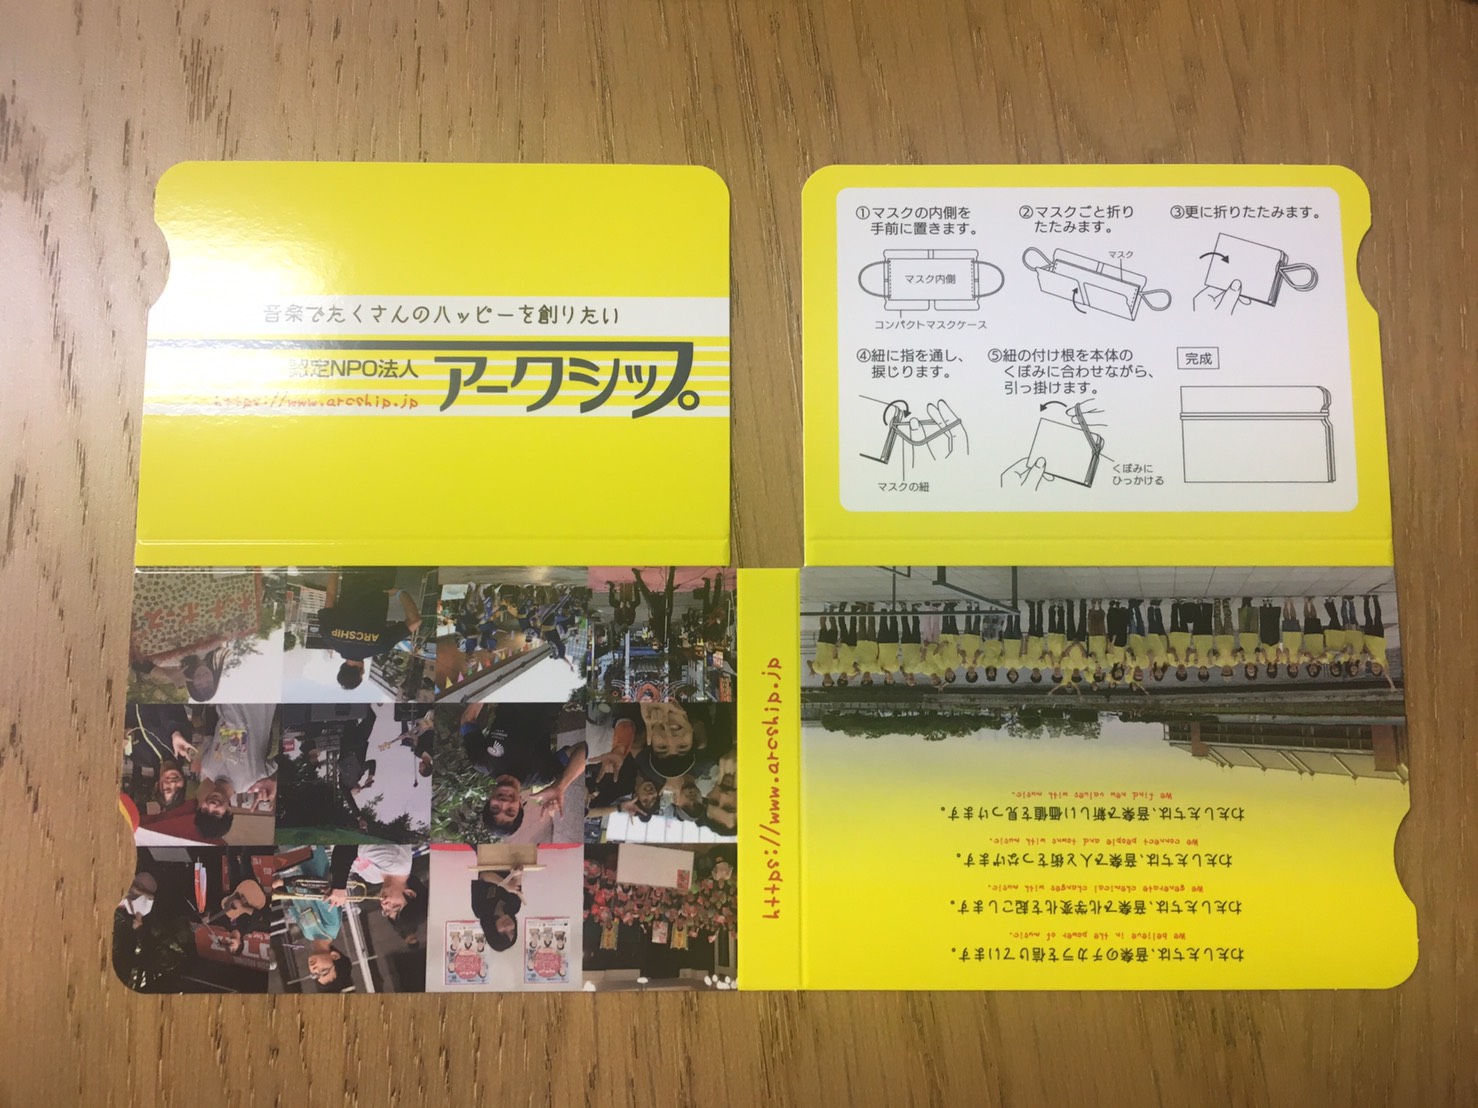 音楽でたくさんのハッピーを創りたい
認定NPO法人
アークシップ。
https://www.arcship.jp
①マスクの内側を
手前に置きます。
マスク内側
コンパクトマスクケース
②マスクごと折り
たたみます。
マスク
③更に折りたたみます。
④紐に指を通し、
捩じります。
マスクの紐
⑤紐の付け根を本体の
くぼみに合わせながら、
引っ掛けます。
くぼみに
ひっかける
完成
ARCSHIP
https://www.arcship.jp
わたしたちは、音楽のチカラを信じています。
We believe in the power of music.
わたしたちは、音楽で化学変化を起こします。
We generate chemical changes with music.
わたしたちは、音楽で人と街をつなげます。
We connect people and towns with music.
わたしたちは、音楽で新しい価値を見つけます。
We find new values with music.